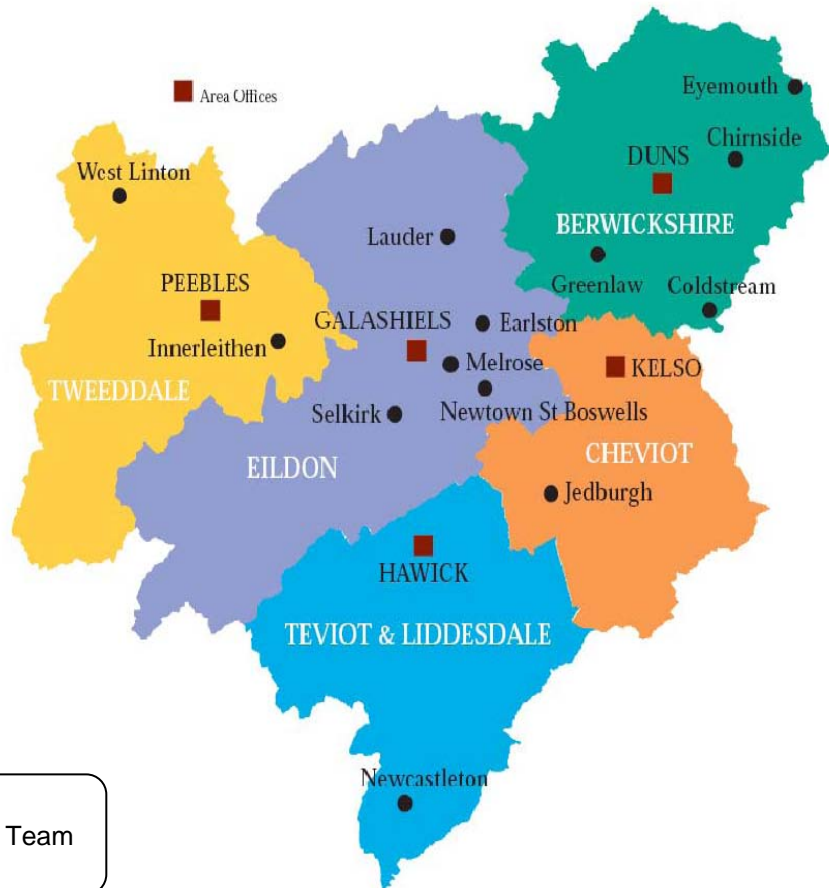 Eyemouth
Area Offices
Chirnside
DUNS
West Linton
BERWICKSHIRE
Lauder
Greenlaw
Coldstream
PEEBLES
GALASHIELS
Earlston
Innerleithen
Melrose
KELSO
TWEEDDALE
Newtown St Boswells
Selkirk
CHEVIOT
EILDON
Jedburgh
HAWICK
TEVIOT & LIDDESDALE
Newcastleton
Team